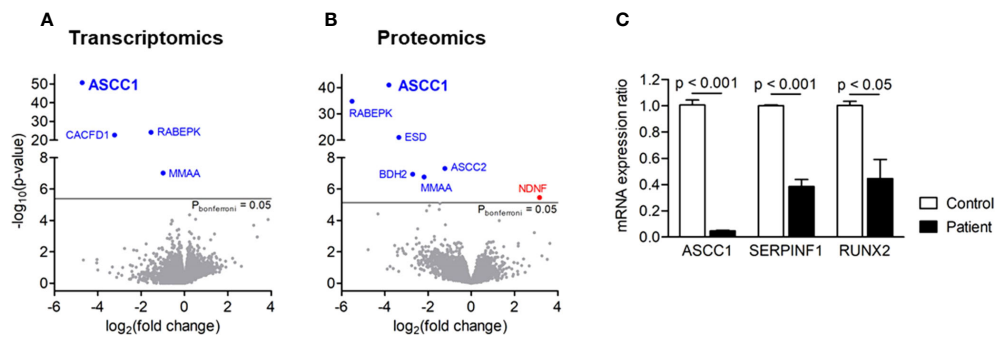 A
Transcriptomics
-log10(p-value)
50
40
30
20
8
6
4
2
0
ASCC1
CACFD1
RABEPK
MMAA
Pbonferroni = 0.05
-6 -4 -2 0 2 4
log2(fold change)
B
Proteomics
40
30
20
8
6
4
2
0
ASCC1
RABEPK
ESD
BDH2
ASCC2
MMAA
NDNF
Pbonferroni = 0.05
-6 -4 -2 0 2 4
log2(fold change)
C
mRNA expression ratio
1.2
1.0
0.8
0.6
0.4
0.2
0.0
p < 0.001 p < 0.001 p < 0.05
ASCC1 SERPINF1 RUNX2
Control
Patient